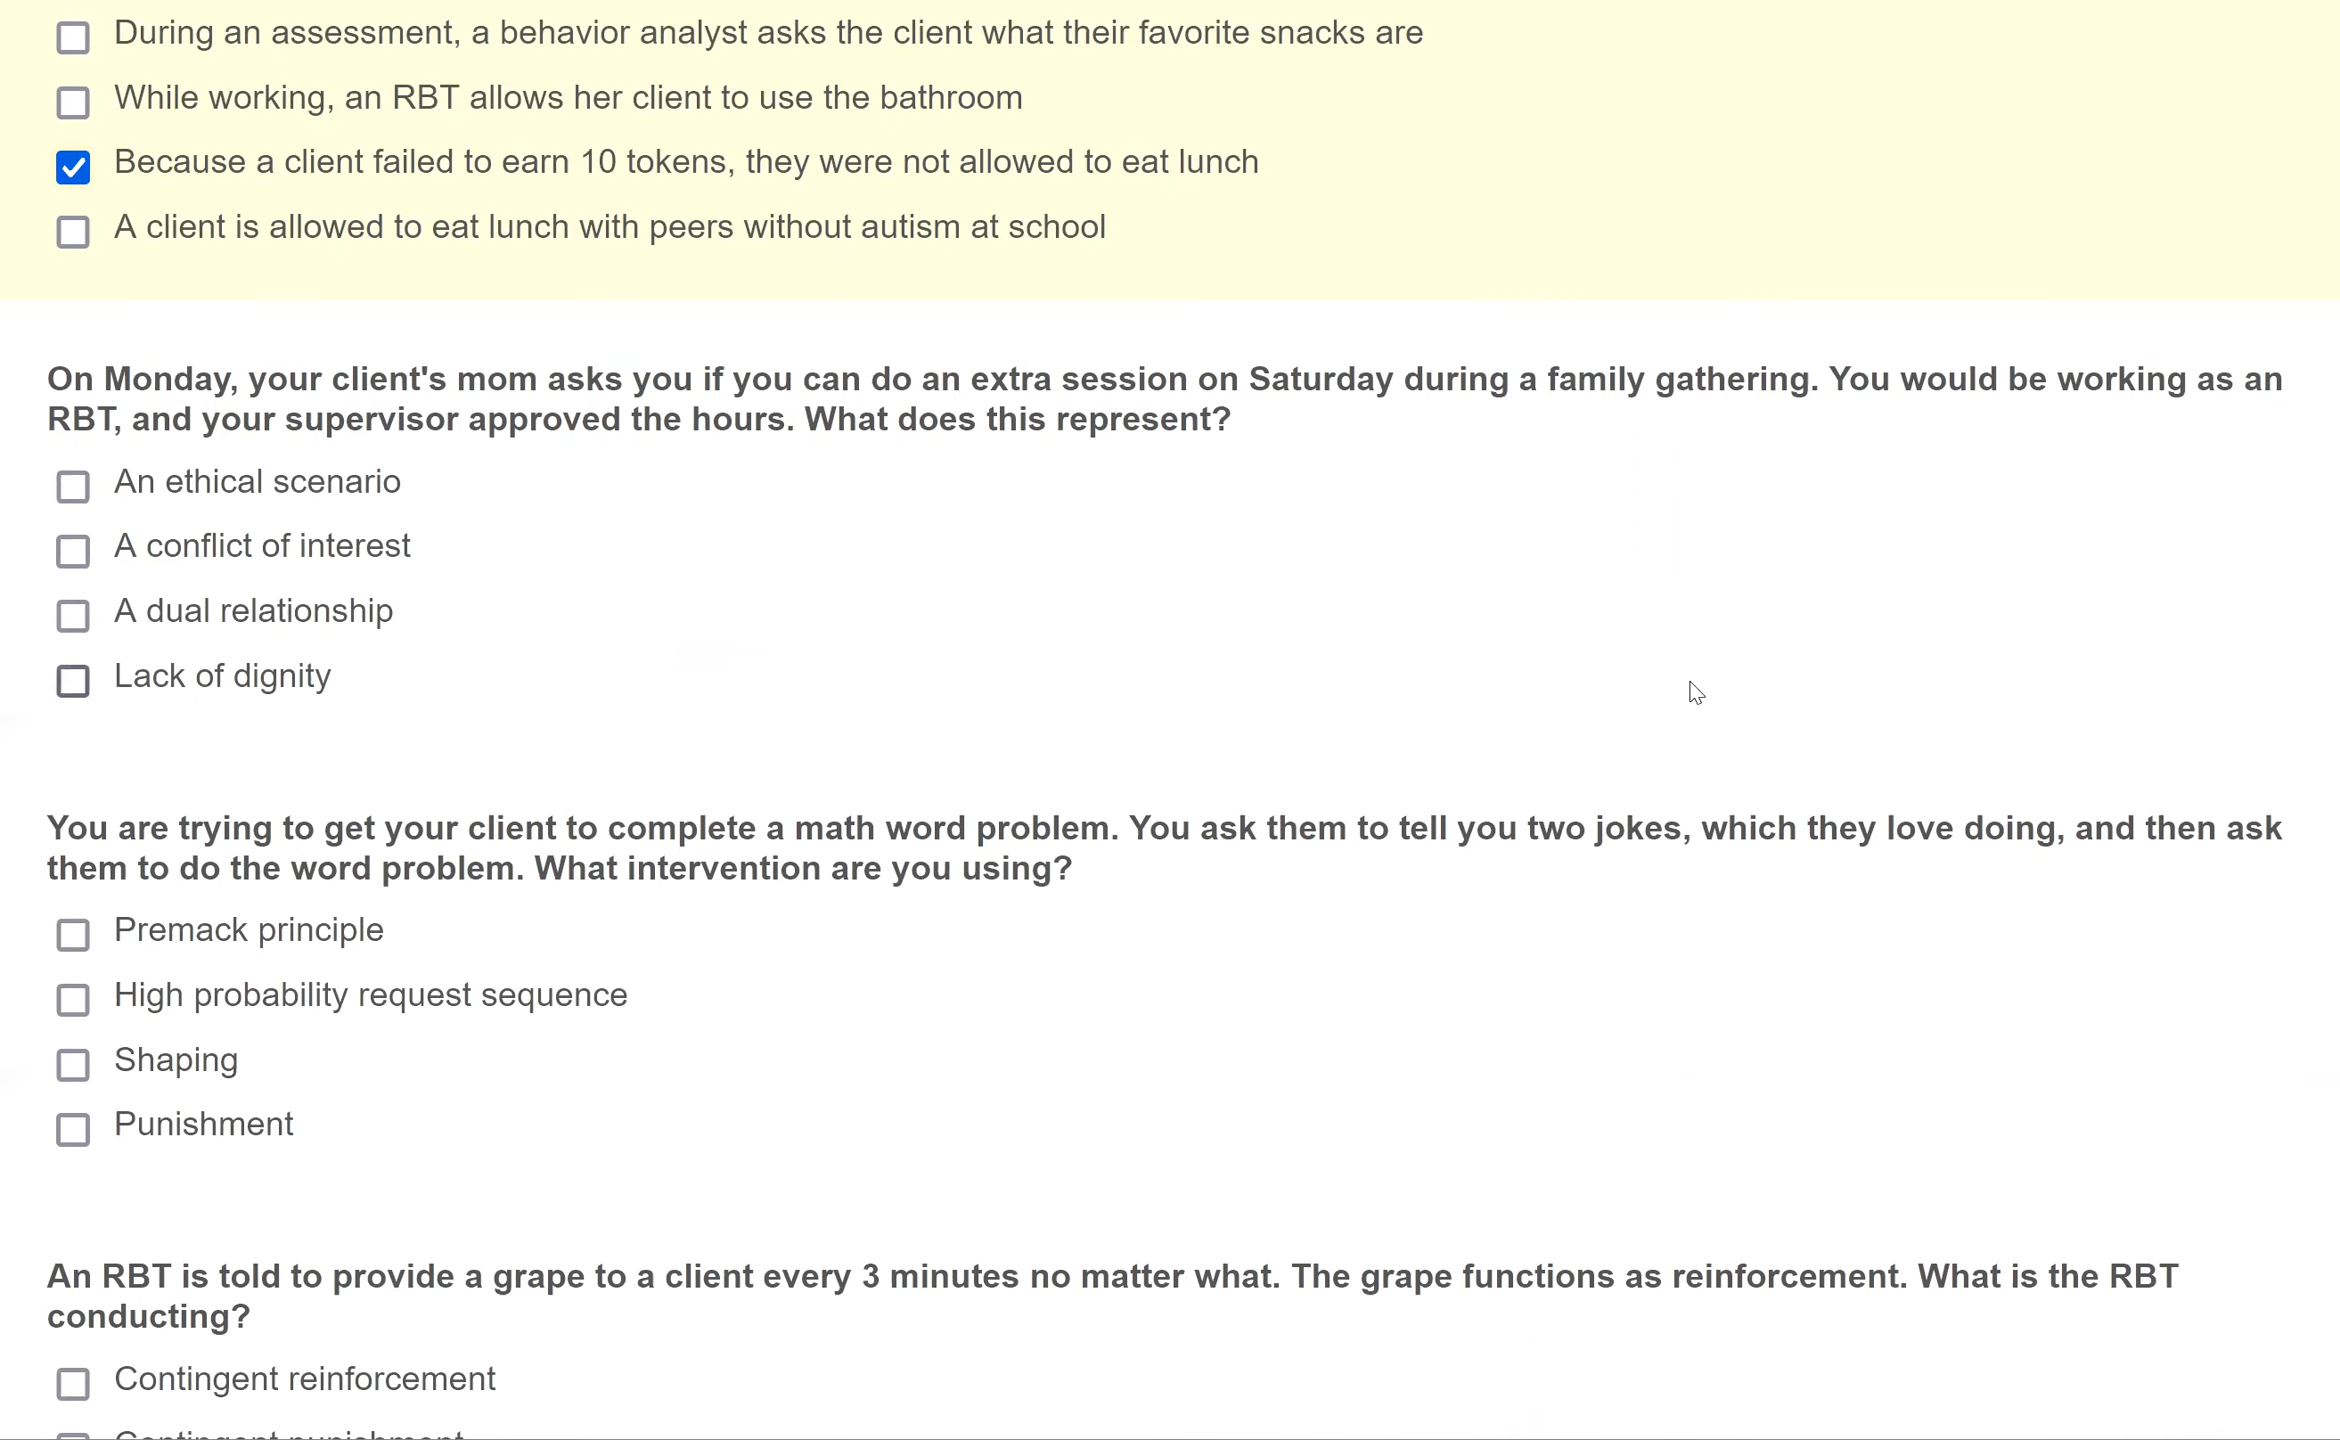 During an assessment, a behavior analyst asks the client what their favorite snacks are
While working, an RBT allows her client to use the bathroom
Because a client failed to earn 10 tokens, they were not allowed to eat lunch
A client is allowed to eat lunch with peers without autism at school
On Monday, your client's mom asks you if you can do an extra session on Saturday during a family gathering. You would be working as an
RBT, and your supervisor approved the hours. What does this represent?
An ethical scenario
A conflict of interest
A dual relationship
Lack of dignity
You are trying to get your client to complete a math word problem. You ask them to tell you two jokes, which they love doing, and then ask
them to do the word problem. What intervention are you using?
Premack principle
High probability request sequence
Shaping
Punishment
An RBT is told to provide a grape to a client every 3 minutes no matter what. The grape functions as reinforcement. What is the RBT
conducting?
Contingent reinforcement